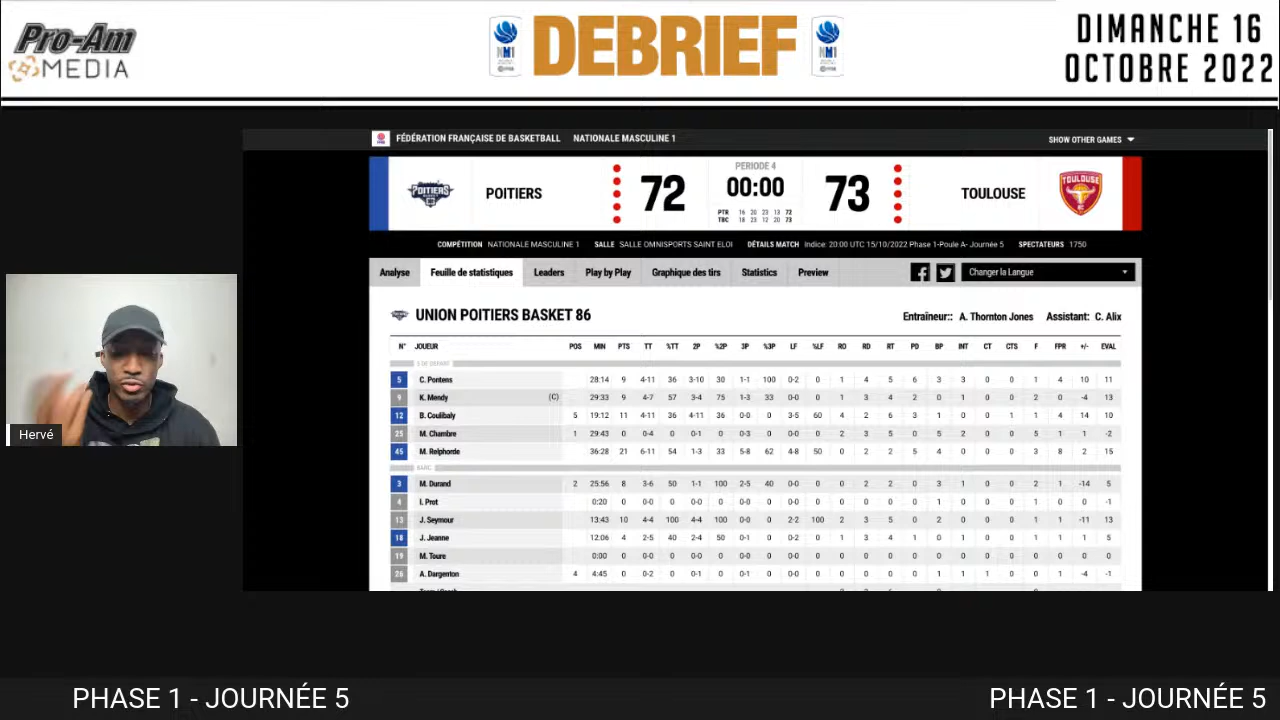 Pro-Am
MEDIA
NM1
DEBRIEF
NM1
DIMANCHE 16
OCTOBRE 2022
FÉDÉRATION FRANÇAISE DE BASKETBALL NATIONALE MASCULINE 1
SHOW OTHER GAMES
POITIERS
POITIERS
72
PERIODE 4
00:00
PTR 16 20 23 13 72
TBC 18 23 12 20 73
73
TOULOUSE
TOULOUSE
COMPÉTITION NATIONALE MASCULINE 1 SALLE SALLE OMNISPORTS SAINT ELOI DÉTAILS MATCH Indice: 20:00 UTC 15/10/2022 Phase 1-Poule A- Journée 5 SPECTATEURS 1750
Analyse Feuille de statistiques Leaders Play by Play Graphique des tirs Statistics Preview Changer la Langue
UNION POITIERS BASKET 86
Entraîneur:: A. Thornton Jones Assistant: C. Alix
N° JOUEUR POS MIN PTS TT %TT 2P %2P 3P %3P LF %LF RO RD RT PD BP INT CT CTS F FPR +/- EVAL
5 DE DEPART
5 C. Pontens 28:14 9 4-11 36 3-10 30 1-1 100 0-2 0 1 4 5 6 3 3 0 0 1 4 10 11
9 K. Mendy (C) 29:33 9 4-7 57 3-4 75 1-3 33 0-0 0 1 3 4 2 0 1 0 0 2 0 -4 13
12 B. Coulibaly 5 19:12 11 4-11 36 4-11 36 0-0 0 3-5 60 4 2 6 3 1 0 0 1 1 4 14 10
25 M. Chambre 1 29:43 0 0-4 0 0-1 0 0-3 0 0-0 0 2 3 5 0 5 2 0 0 5 1 1 -2
45 M. Relphorde 36:28 21 6-11 54 1-3 33 5-8 62 4-8 50 0 2 2 5 4 0 0 0 3 8 2 15
BANC
3 M. Durand 2 25:56 8 3-6 50 1-1 100 2-5 40 0-0 0 0 2 2 0 3 1 0 0 2 1 -14 5
4 I. Prot 0:20 0 0-0 0 0-0 0 0-0 0 0-0 0 0 0 0 0 1 0 0 0 1 0 0 -1
13 J. Seymour 13:43 10 4-4 100 4-4 100 0-0 0 2-2 100 2 3 5 0 2 0 0 0 1 1 -11 13
18 J. Jeanne 12:06 4 2-5 40 2-4 50 0-1 0 0-2 0 1 3 4 1 0 1 0 0 1 1 1 5
19 M. Toure 0:00 0 0-0 0 0-0 0 0-0 0 0-0 0 0 0 0 0 0 0 0 0 0 0 0 0
26 A. Dargenton 4 4:45 0 0-2 0 0-1 0 0-1 0 0-0 0 0 0 0 0 1 1 1 0 0 1 -4 -1
Hervé
PHASE 1 - JOURNÉE 5
PHASE 1 - JOURNÉE 5